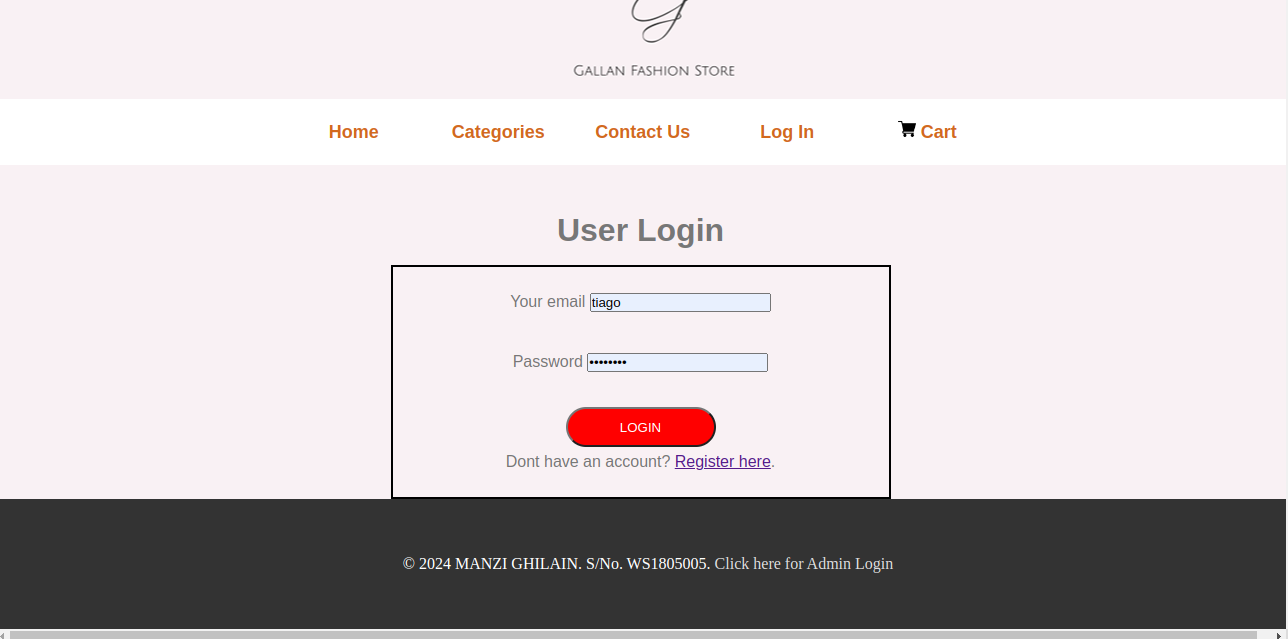 Gallan Fashion Store
Home Categories Contact Us Log In Cart
User Login
Your email tiago
Password ••••••••
LOGIN
Dont have an account? Register here.
© 2024 MANZI GHILAIN. S/No. WS1805005. Click here for Admin Login